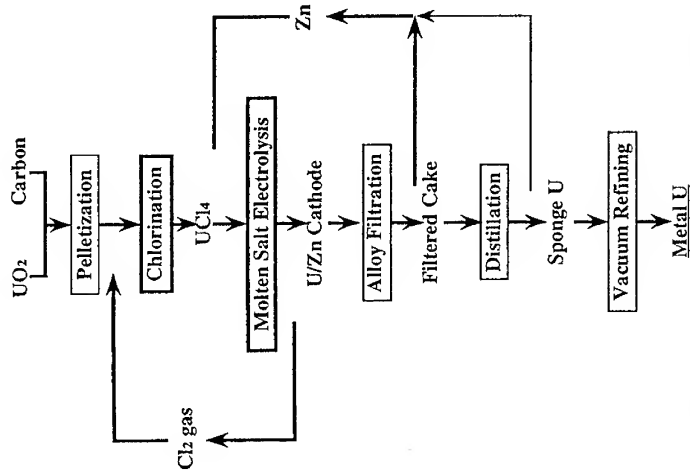 UO₂ Carbon
Pelletization
Chlorination
UCl₄
Molten Salt Electrolysis
U/Zn Cathode
Alloy Filtration
Filtered Cake
Distillation
Sponge U
Vacuum Refining
Metal U
Cl₂ gas
Zn